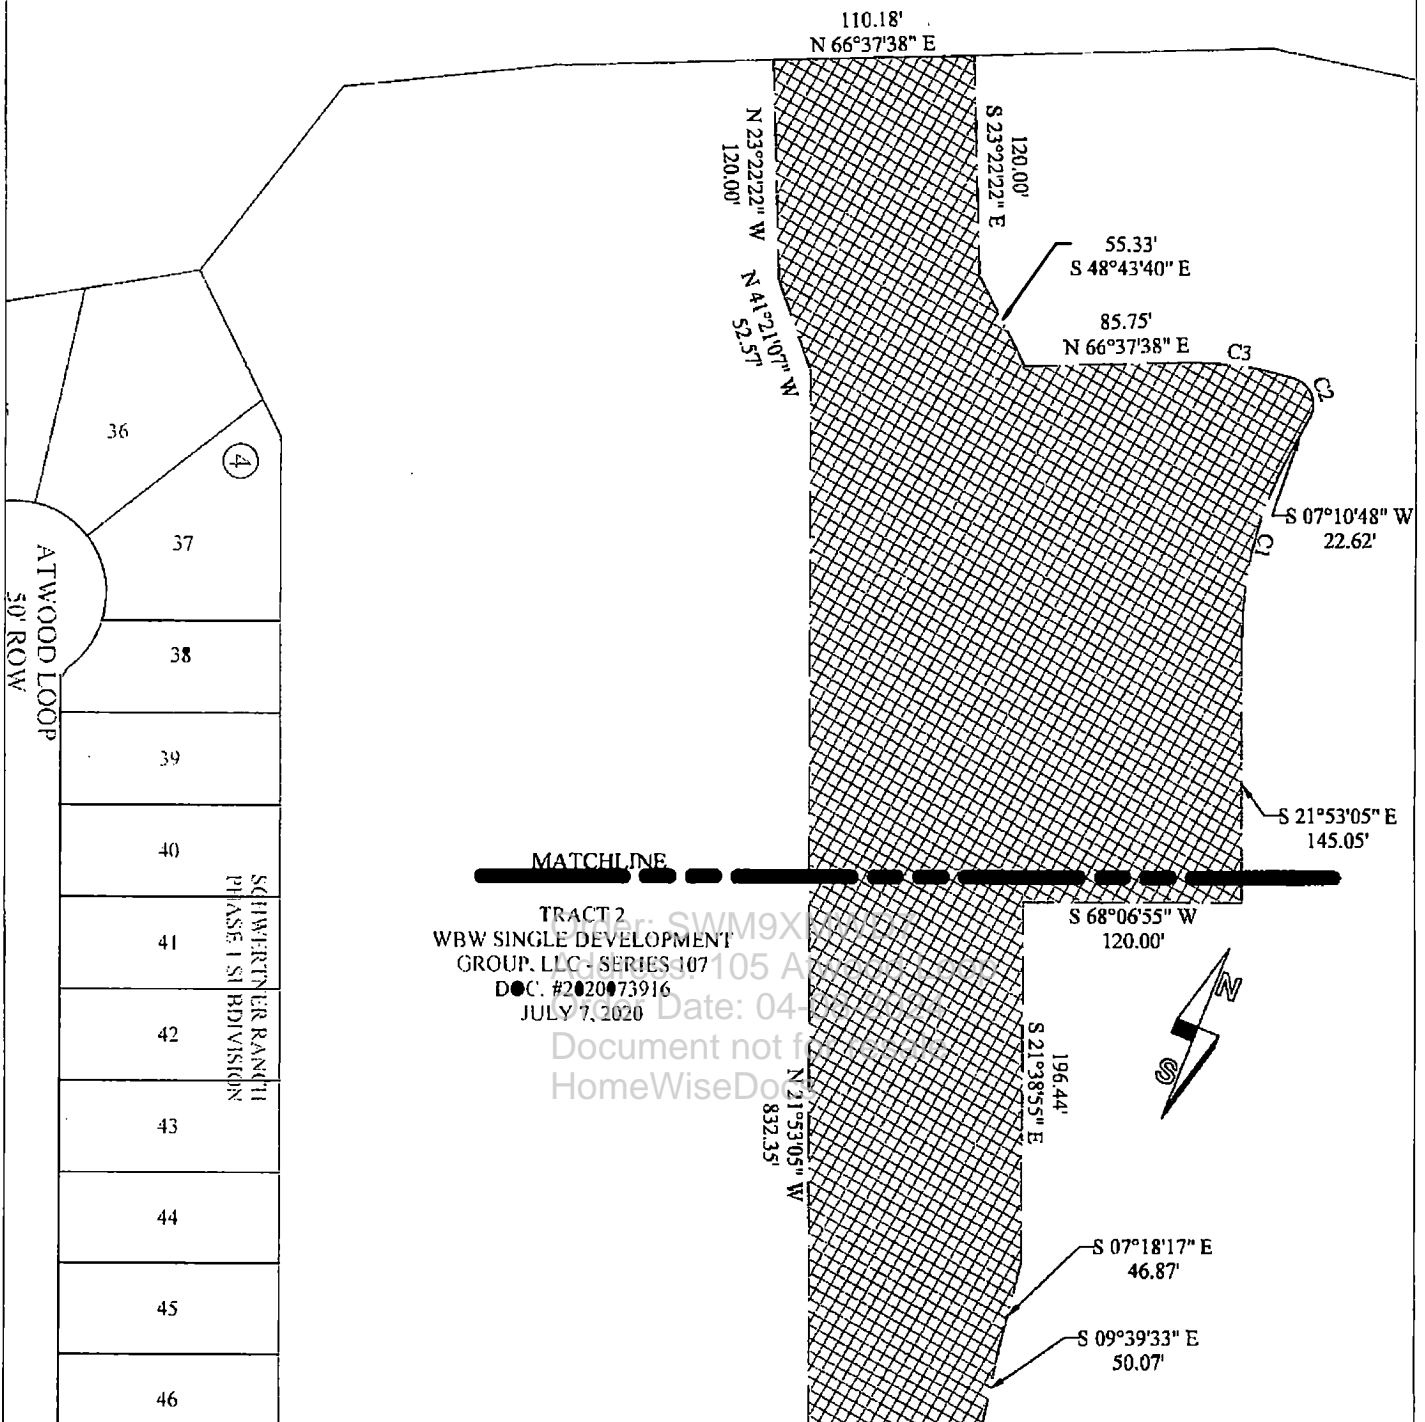 110.18'
N 66°37'38" E
N 23°22'22" W
120.00'
120.00'
S 23°22'22" E
55.33'
S 48°43'40" E
N 41°21'07" W
52.57'
85.75'
N 66°37'38" E
C3
C2
36
4
S 07°10'48" W
22.62'
C1
37
ATWOOD LOOP
50' ROW
38
39
S 21°53'05" E
145.05'
40
MATCHLINE
SCHWERTNER RANCH
PHASE 1 SUBDIVISION
TRACT 2
WBW SINGLE DEVELOPMENT
GROUP, LLC - SERIES 107
DOC. #2020073916
JULY 7, 2020
S 68°06'55" W
120.00'
41
Order: SWM9XMWD7
Address: 105 Atwood Loop
Order Date: 04-08-2024
Document not for resale
HomeWiseDocs
N
S
42
196.44'
S 21°38'55" E
N 21°53'05" W
832.35'
43
44
S 07°18'17" E
46.87'
45
S 09°39'33" E
50.07'
46